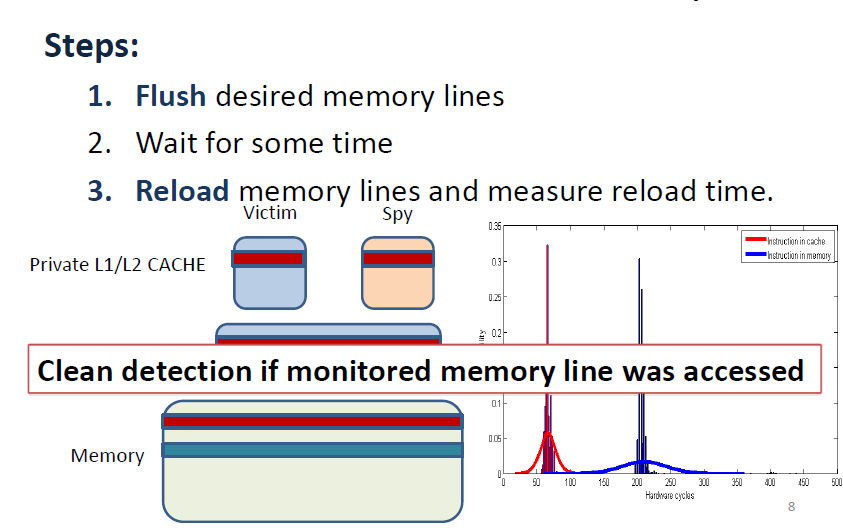 Steps:
1. Flush desired memory lines
2. Wait for some time
3. Reload memory lines and measure reload time.
Victim
Spy
Private L1/L2 CACHE
Clean detection if monitored memory line was accessed
Memory
0.35
0.3
0.25
0.2
0.1
0.05
0
0 50 100 150 200 250 300 350 400 450 500
Hardware cycles
Instruction in cache
Instruction in memory
8